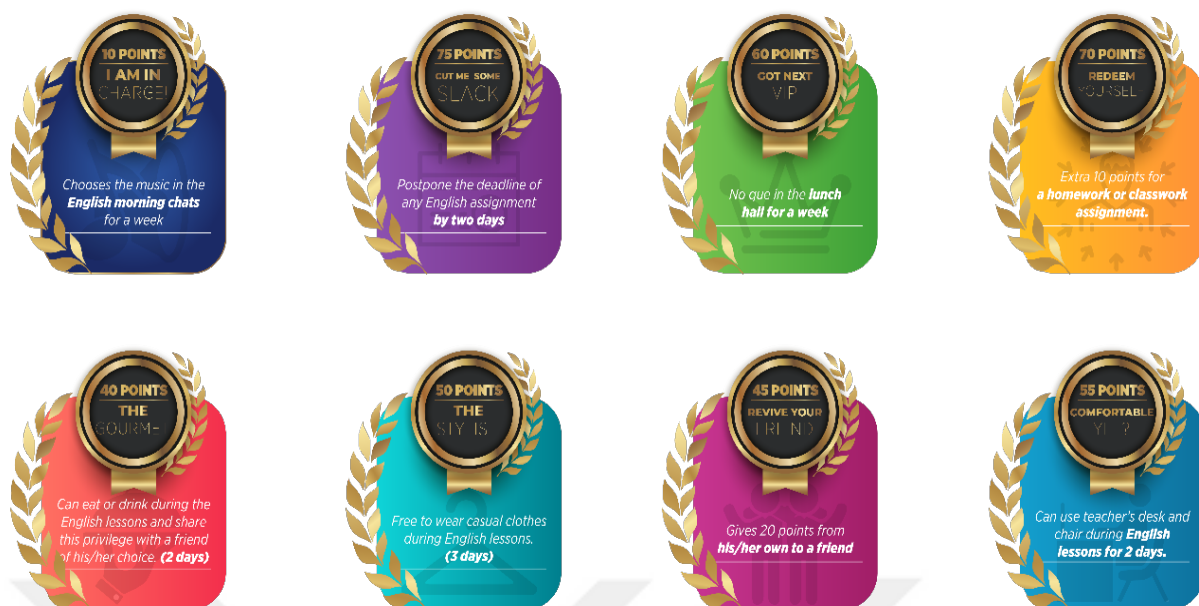 10 POINTS
I AM IN
CHARGE!
Chooses the music in the
English morning chats
for a week
75 POINTS
CUT ME SOME
SLACK
Postpone the deadline of
any English assignment
by two days
60 POINTS
GOT NEXT
VIP
No que in the lunch
hall for a week
70 POINTS
REDEEM
YOURSELF
Extra 10 points for
a homework or classwork
assignment.
40 POINTS
THE
Can eat or drink during the
English lessons and share
this privilege with a friend
of his/her choice. (2 days)
50 POINTS
THE
Free to wear casual clothes
during English lessons.
(3 days)
45 POINTS
REVIVE YOUR
FRIEND
Gives 20 points from
his/her own to a friend
55 POINTS
COMFORTABLE
Can use teacher's desk and
chair during English
lessons for 2 days.